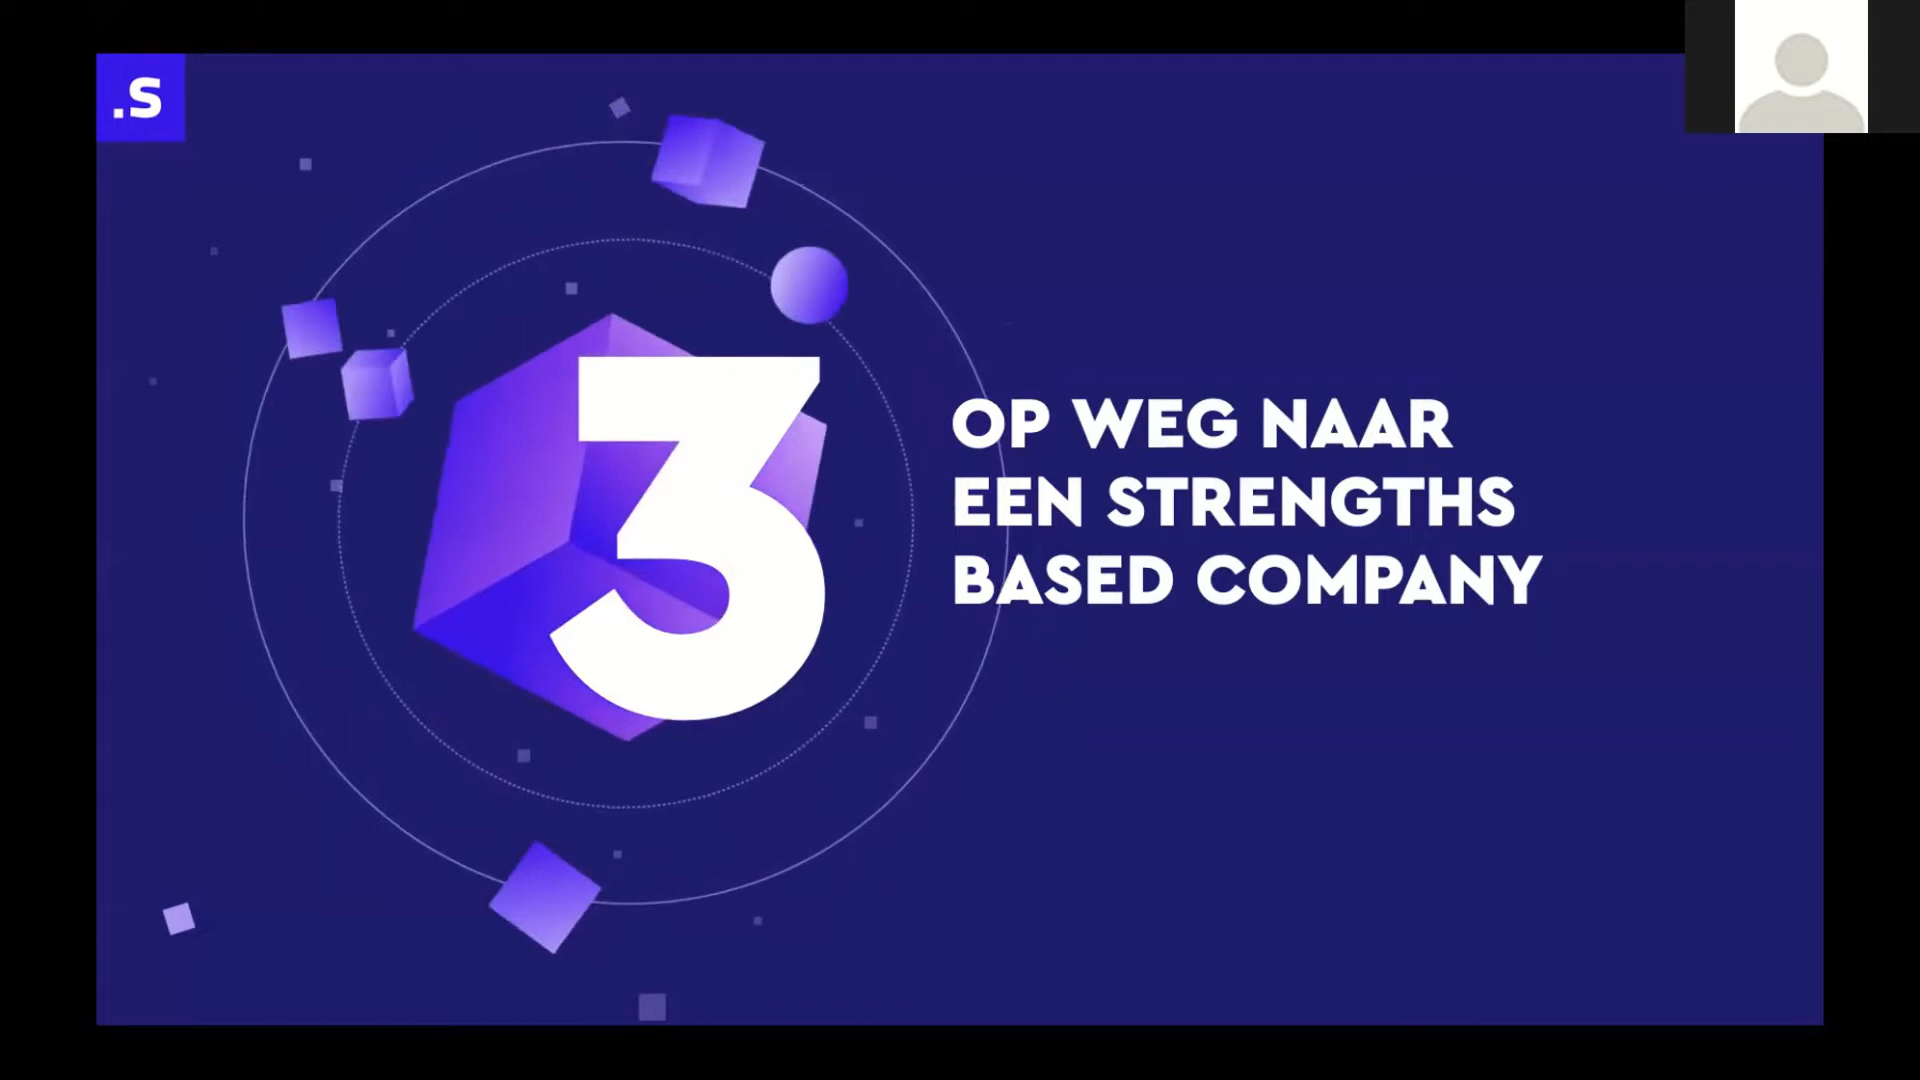 .S
3
OP WEG NAAR
EEN STRENGTHS
BASED COMPANY